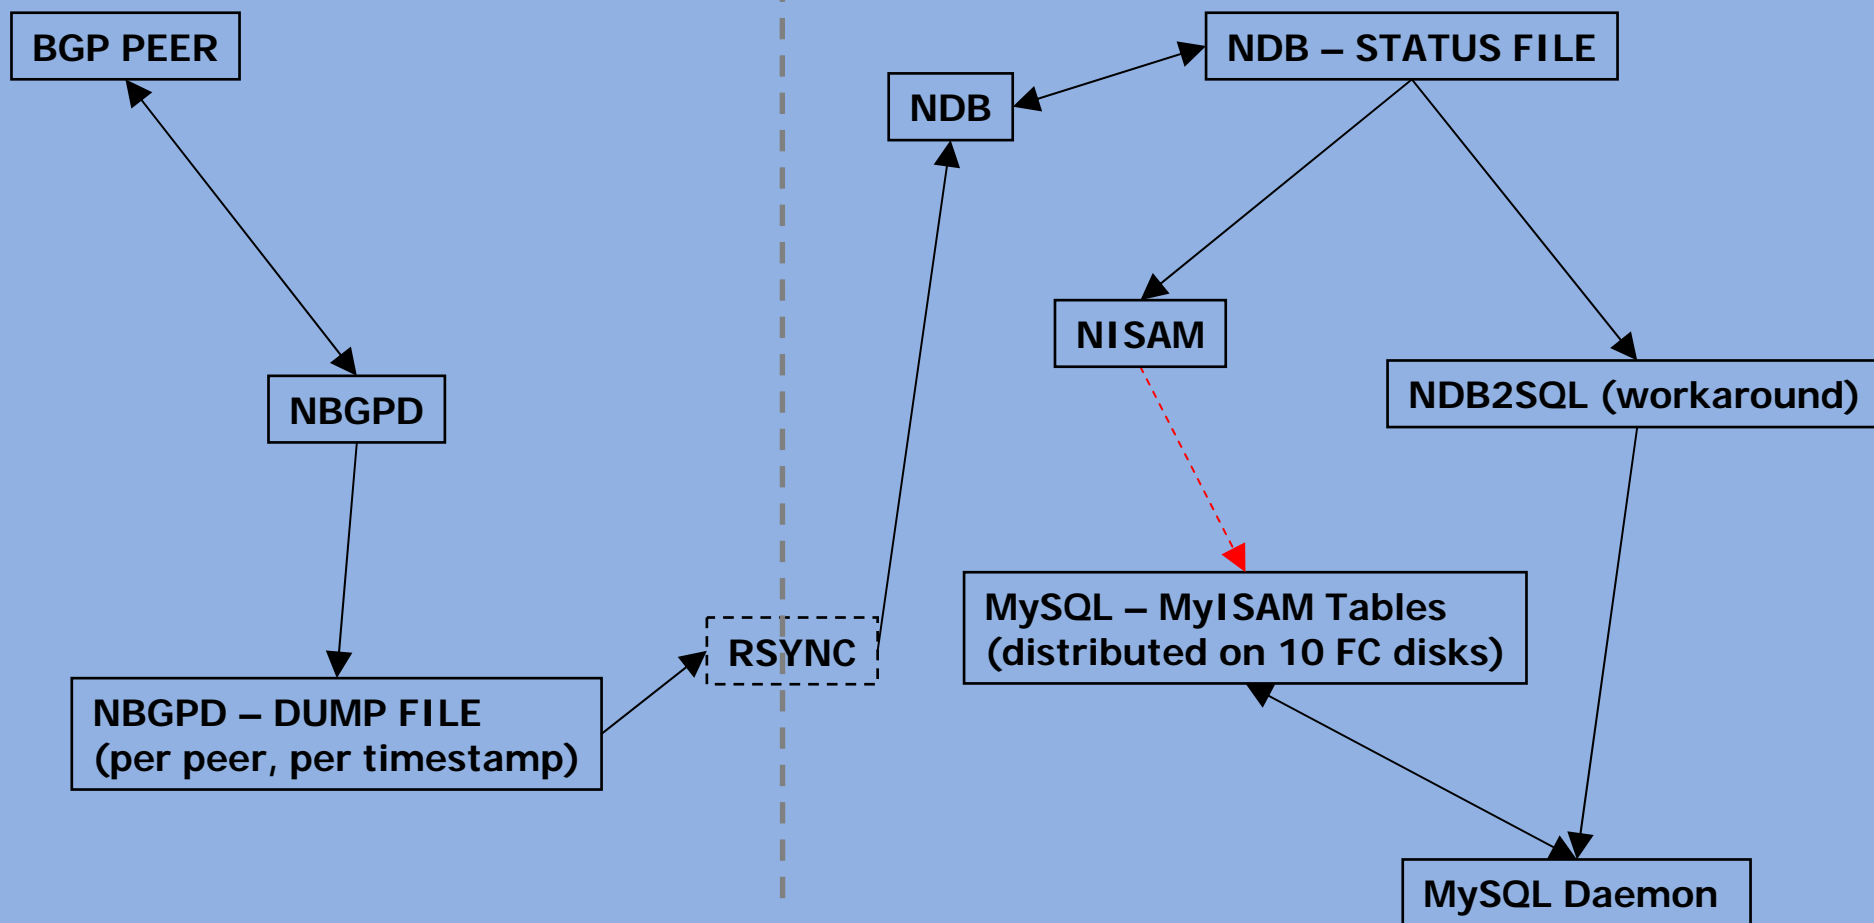 BGP PEER
NDB – STATUS FILE
NDB
NISAM
NBGPD
NDB2SQL (workaround)
MySQL – MyISAM Tables
(distributed on 10 FC disks)
RSYNC
NBGPD – DUMP FILE
(per peer, per timestamp)
MySQL Daemon